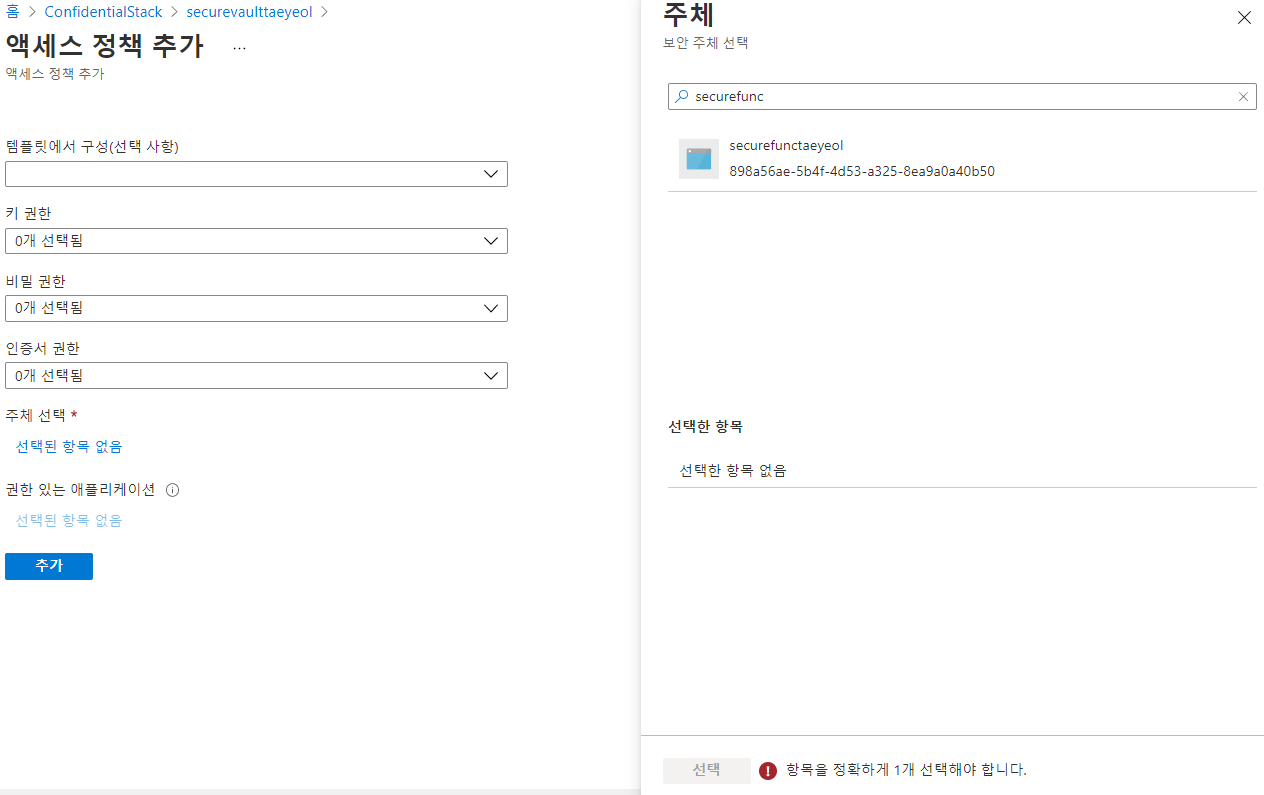 홈 > ConfidentialStack > securevaulttaeyeol >
액세스 정책 추가 ...
액세스 정책 추가
템플릿에서 구성(선택 사항)
키 권한
0개 선택됨
비밀 권한
0개 선택됨
인증서 권한
0개 선택됨
주체 선택 *
선택된 항목 없음
권한 있는 애플리케이션
선택된 항목 없음
추가
주체
보안 주체 선택
securefunc
securefunctaeyeol
898a56ae-5b4f-4d53-a325-8ea9a0a40b50
선택한 항목
선택한 항목 없음
선택
항목을 정확하게 1개 선택해야 합니다.